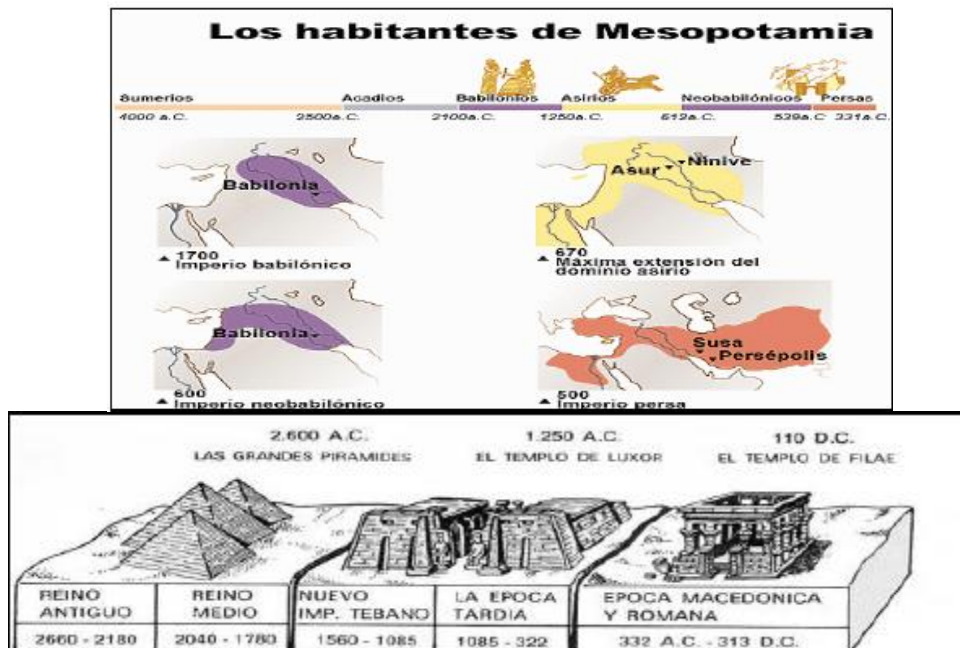 Los habitantes de Mesopotamia
Sumerios Acadios Babilonios Asirios Neobabilónicos Persas
4000 a.C. 2500a.C. 2100a.C. 1250a.C. 612a.C. 539a.C 331a.C.
Babilonia
▲ 1700
Imperio babilónico
Asur Nínive
▲ 670
Máxima extensión del
dominio asirio
Babilonia
▲ 600
Imperio neobabilónico
Susa
Persépolis
▲ 500
Imperio persa
2.600 A.C. 1.250 A.C. 110 D.C.
LAS GRANDES PIRAMIDES EL TEMPLO DE LUXOR EL TEMPLO DE FILAE
REINO ANTIGUO
2660 - 2180
REINO MEDIO
2040 - 1780
NUEVO IMP. TEBANO
1560 - 1085
LA EPOCA TARDIA
1085 - 322
EPOCA MACEDONICA Y ROMANA
332 A.C. - 313 D.C.